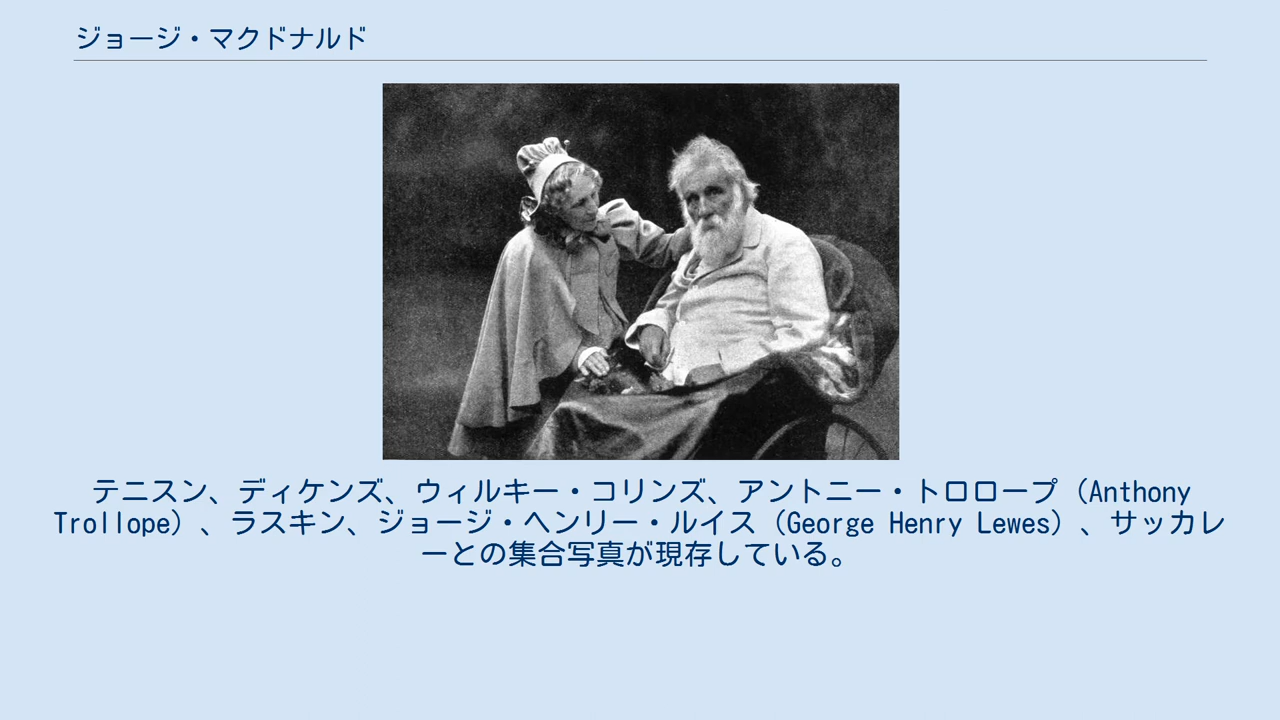 ジョージ・マクドナルド
テニスン、ディケンズ、ウィルキー・コリンズ、アントニー・トロロープ（Anthony
Trollope）、ラスキン、ジョージ・ヘンリー・ルイス（George Henry Lewes）、サッカレ
ーとの集合写真が現存している。